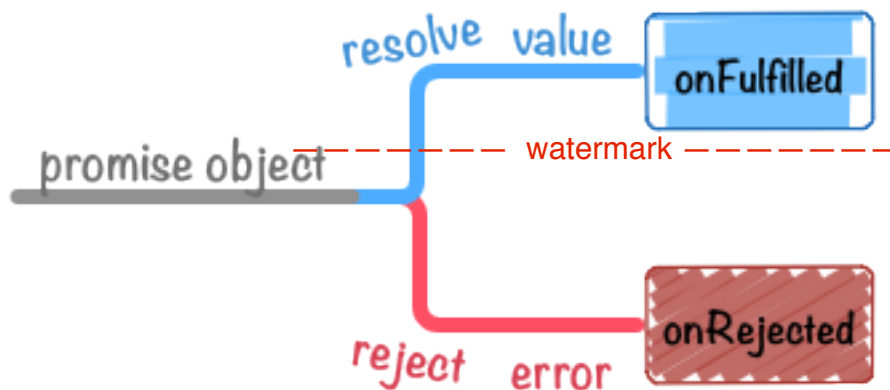 resolve value
onFulfilled
watermark
promise object
onRejected
reject error